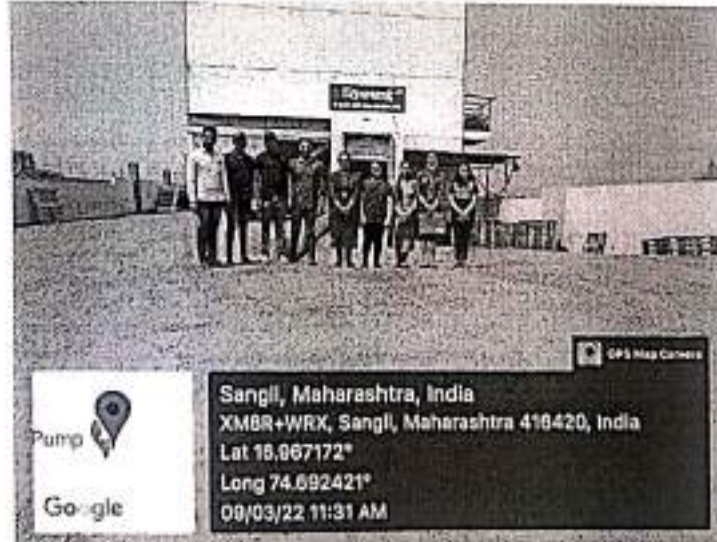 GPS Map Camera
Pump
Google
Sangli, Maharashtra, India
XM8R+WRX, Sangli, Maharashtra 416420, India
Lat 16.967172°
Long 74.692421°
09/03/22 11:31 AM